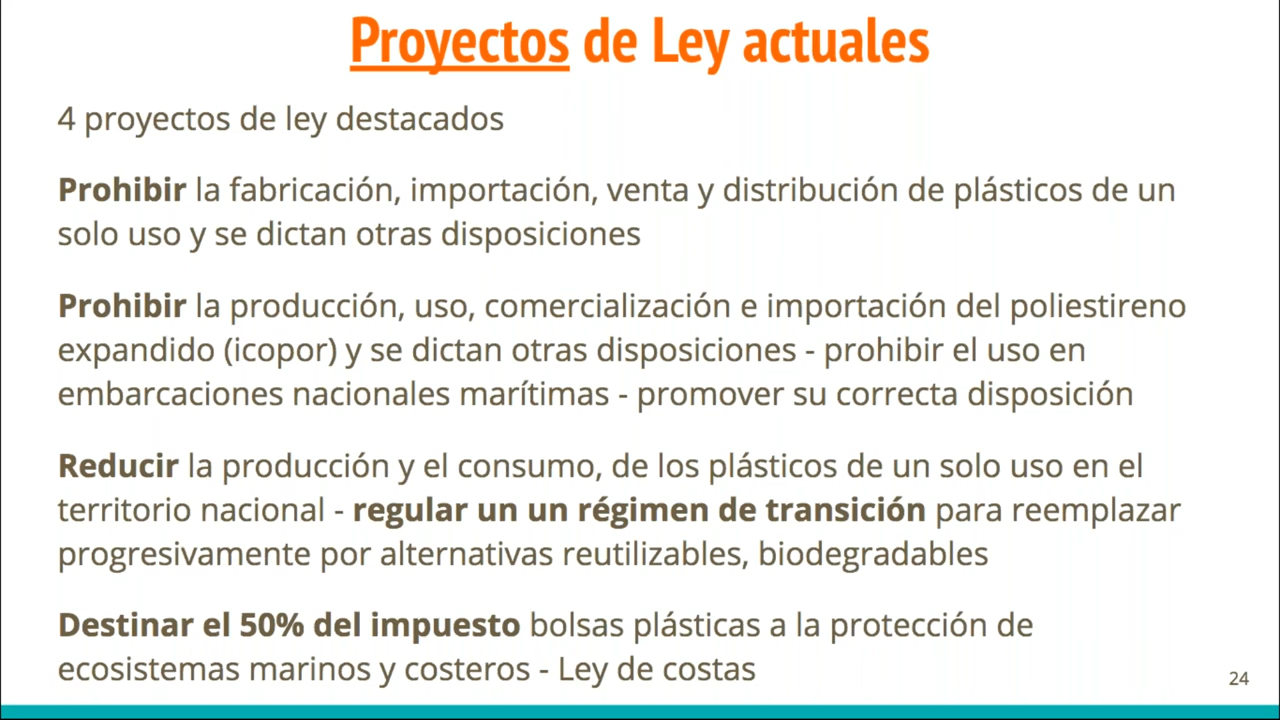 Proyectos de Ley actuales
4 proyectos de ley destacados
Prohibir la fabricación, importación, venta y distribución de plásticos de un
solo uso y se dictan otras disposiciones
Prohibir la producción, uso, comercialización e importación del poliestireno
expandido (icopor) y se dictan otras disposiciones - prohibir el uso en
embarcaciones nacionales marítimas - promover su correcta disposición
Reducir la producción y el consumo, de los plásticos de un solo uso en el
territorio nacional - regular un un régimen de transición para reemplazar
progresivamente por alternativas reutilizables, biodegradables
Destinar el 50% del impuesto bolsas plásticas a la protección de
ecosistemas marinos y costeros - Ley de costas
24